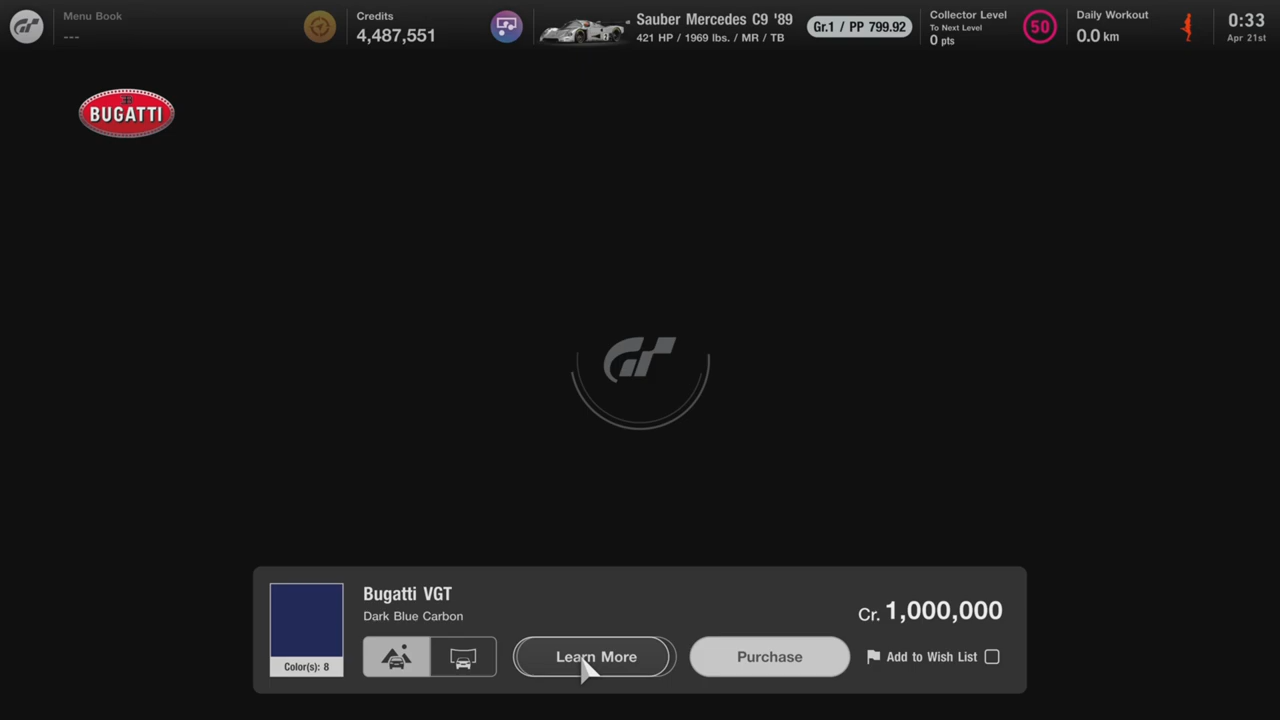 Menu Book
---
Credits
4,487,551
Sauber Mercedes C9 '89
421 HP / 1969 lbs. / MR / TB
Gr.1 / PP 799.92
Collector Level
To Next Level
0 pts
50
Daily Workout
0.0 km
0:33
Apr 21st
BUGATTI
Bugatti VGT
Dark Blue Carbon
Color(s): 8
Learn More
Purchase
Cr. 1,000,000
Add to Wish List